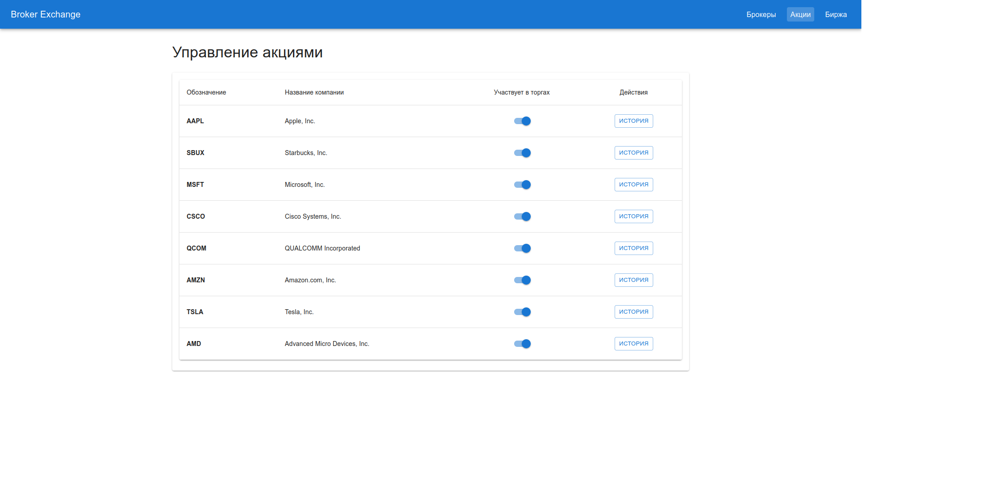 Broker Exchange Брокеры Акции Биржа
Управление акциями
Обозначение Название компании Участвует в торгах Действия
AAPL Apple, Inc. ИСТОРИЯ
SBUX Starbucks, Inc. ИСТОРИЯ
MSFT Microsoft, Inc. ИСТОРИЯ
CSCO Cisco Systems, Inc. ИСТОРИЯ
QCOM QUALCOMM Incorporated ИСТОРИЯ
AMZN Amazon.com, Inc. ИСТОРИЯ
TSLA Tesla, Inc. ИСТОРИЯ
AMD Advanced Micro Devices, Inc. ИСТОРИЯ